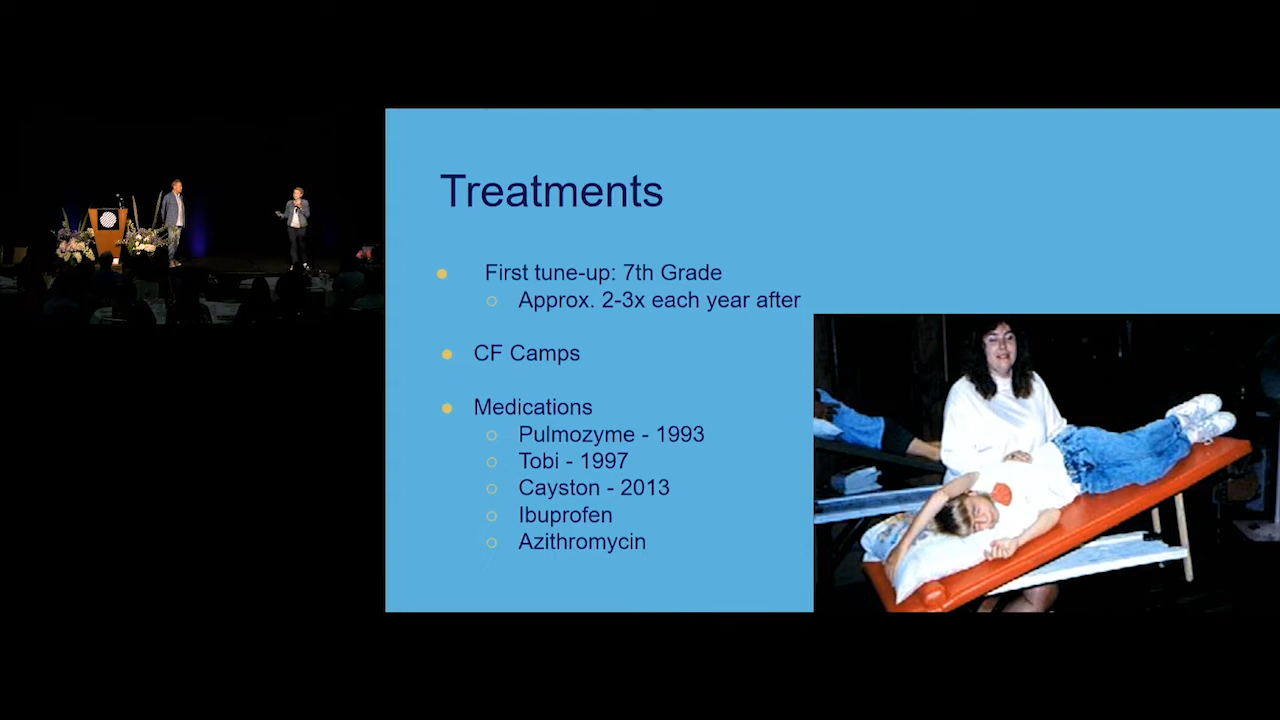 Treatments
First tune-up: 7th Grade
Approx. 2-3x each year after
CF Camps
Medications
Pulmozyme - 1993
Tobi - 1997
Cayston - 2013
Ibuprofen
Azithromycin